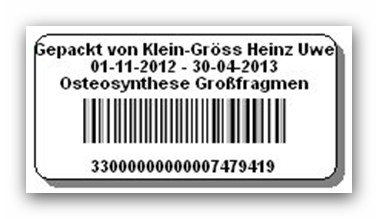 Gepackt von Klein-Gröss Heinz Uwe
01-11-2012 - 30-04-2013
Osteosynthese Großfragmen
33000000000007479419